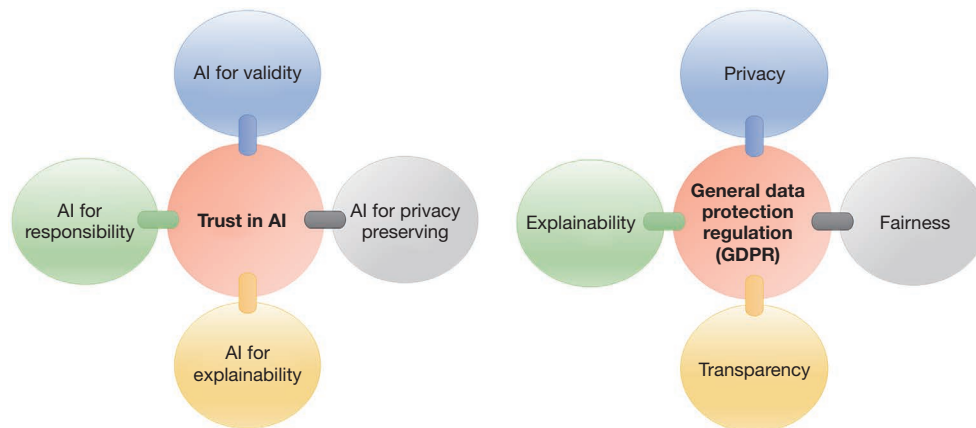 AI for validity
AI for
responsibility
Trust in AI
AI for privacy
preserving
AI for
explainability
Privacy
Explainability
General data
protection
regulation
(GDPR)
Fairness
Transparency